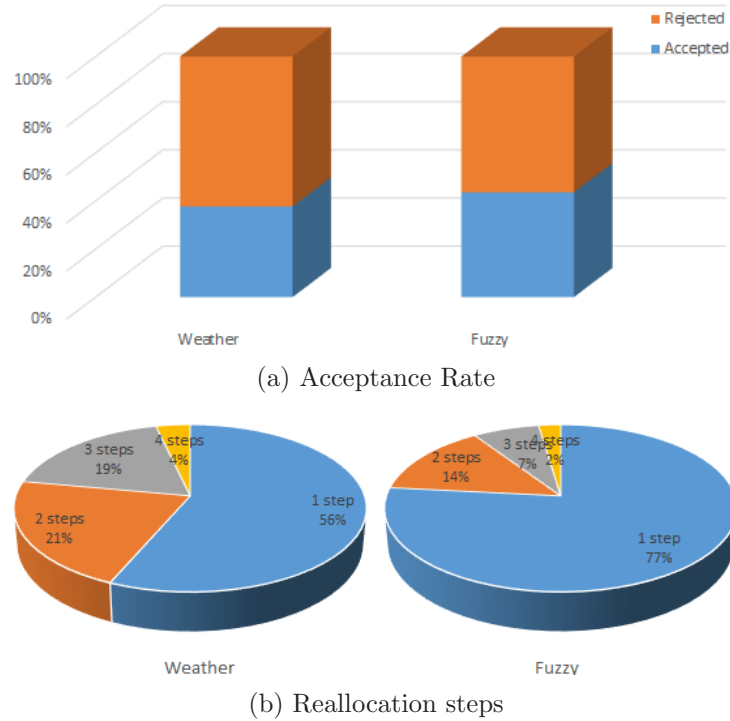 Rejected
Accepted
100%
80%
60%
40%
20%
0%
Weather
Fuzzy
(a) Acceptance Rate
4 steps
4%
3 steps
19%
2 steps
21%
1 step
56%
Weather
4 steps
2%
3 steps
7%
2 steps
14%
1 step
77%
Fuzzy
(b) Reallocation steps